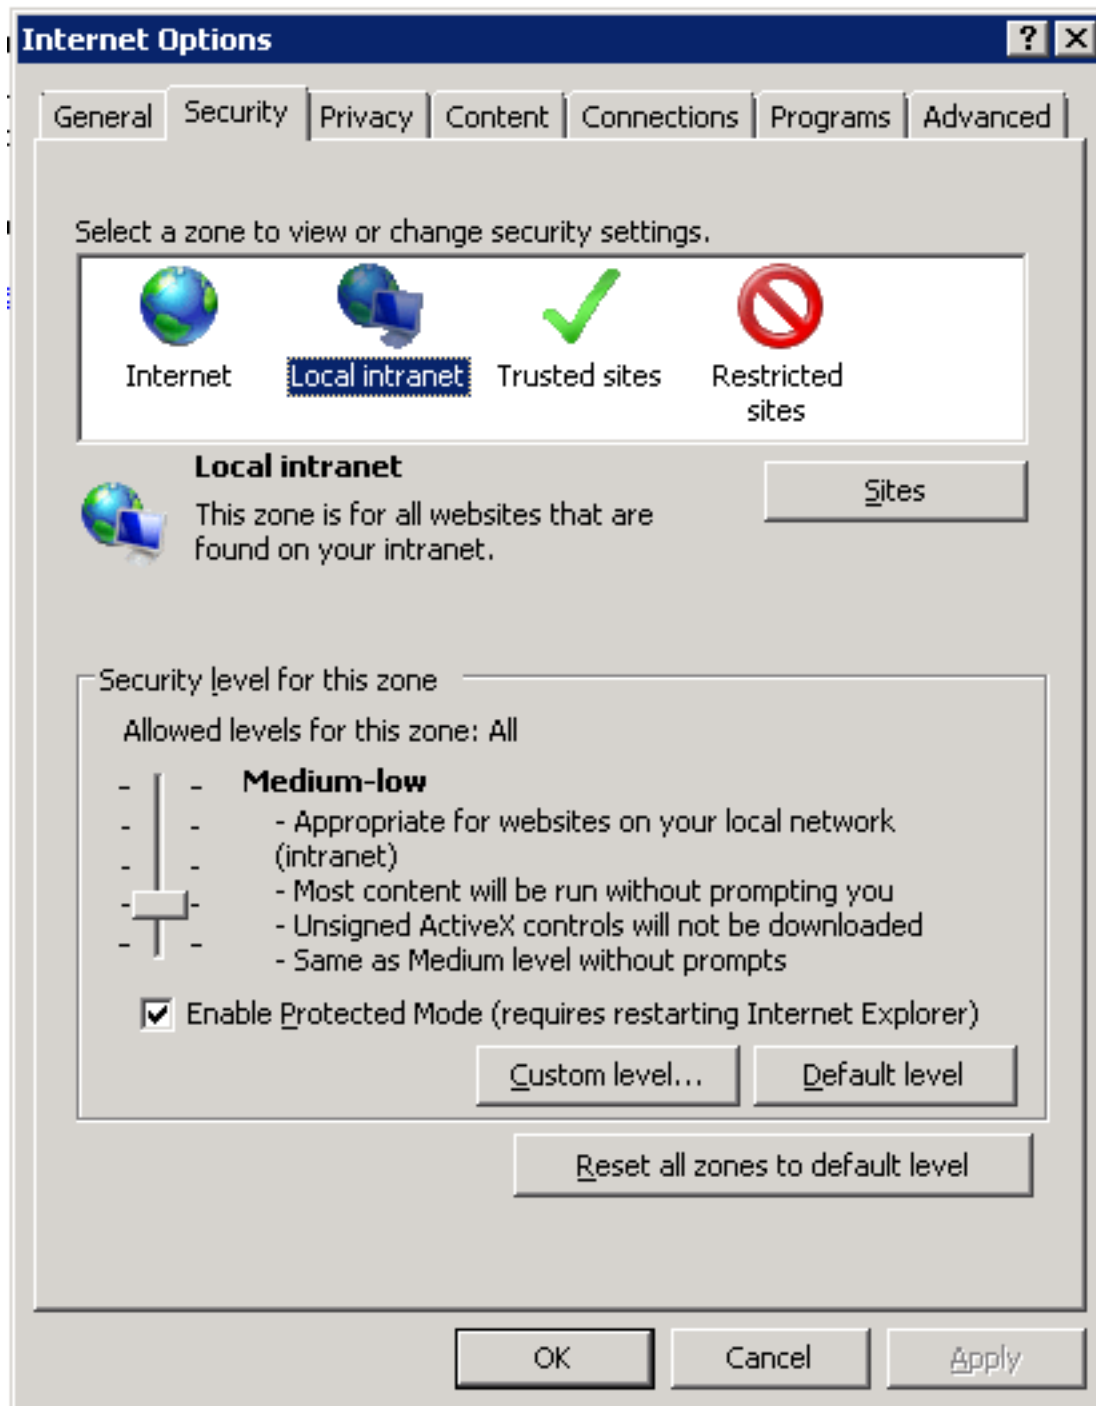 Internet Options
General
Security
Privacy
Content
Connections
Programs
Advanced
Select a zone to view or change security settings.
Internet
Local intranet
Trusted sites
Restricted
sites
Local intranet
This zone is for all websites that are
found on your intranet.
Sites
Security level for this zone
Allowed levels for this zone: All
Medium-low
- Appropriate for websites on your local network
(intranet)
- Most content will be run without prompting you
- Unsigned ActiveX controls will not be downloaded
- Same as Medium level without prompts
Enable Protected Mode (requires restarting Internet Explorer)
Custom level...
Default level
Reset all zones to default level
OK
Cancel
Apply